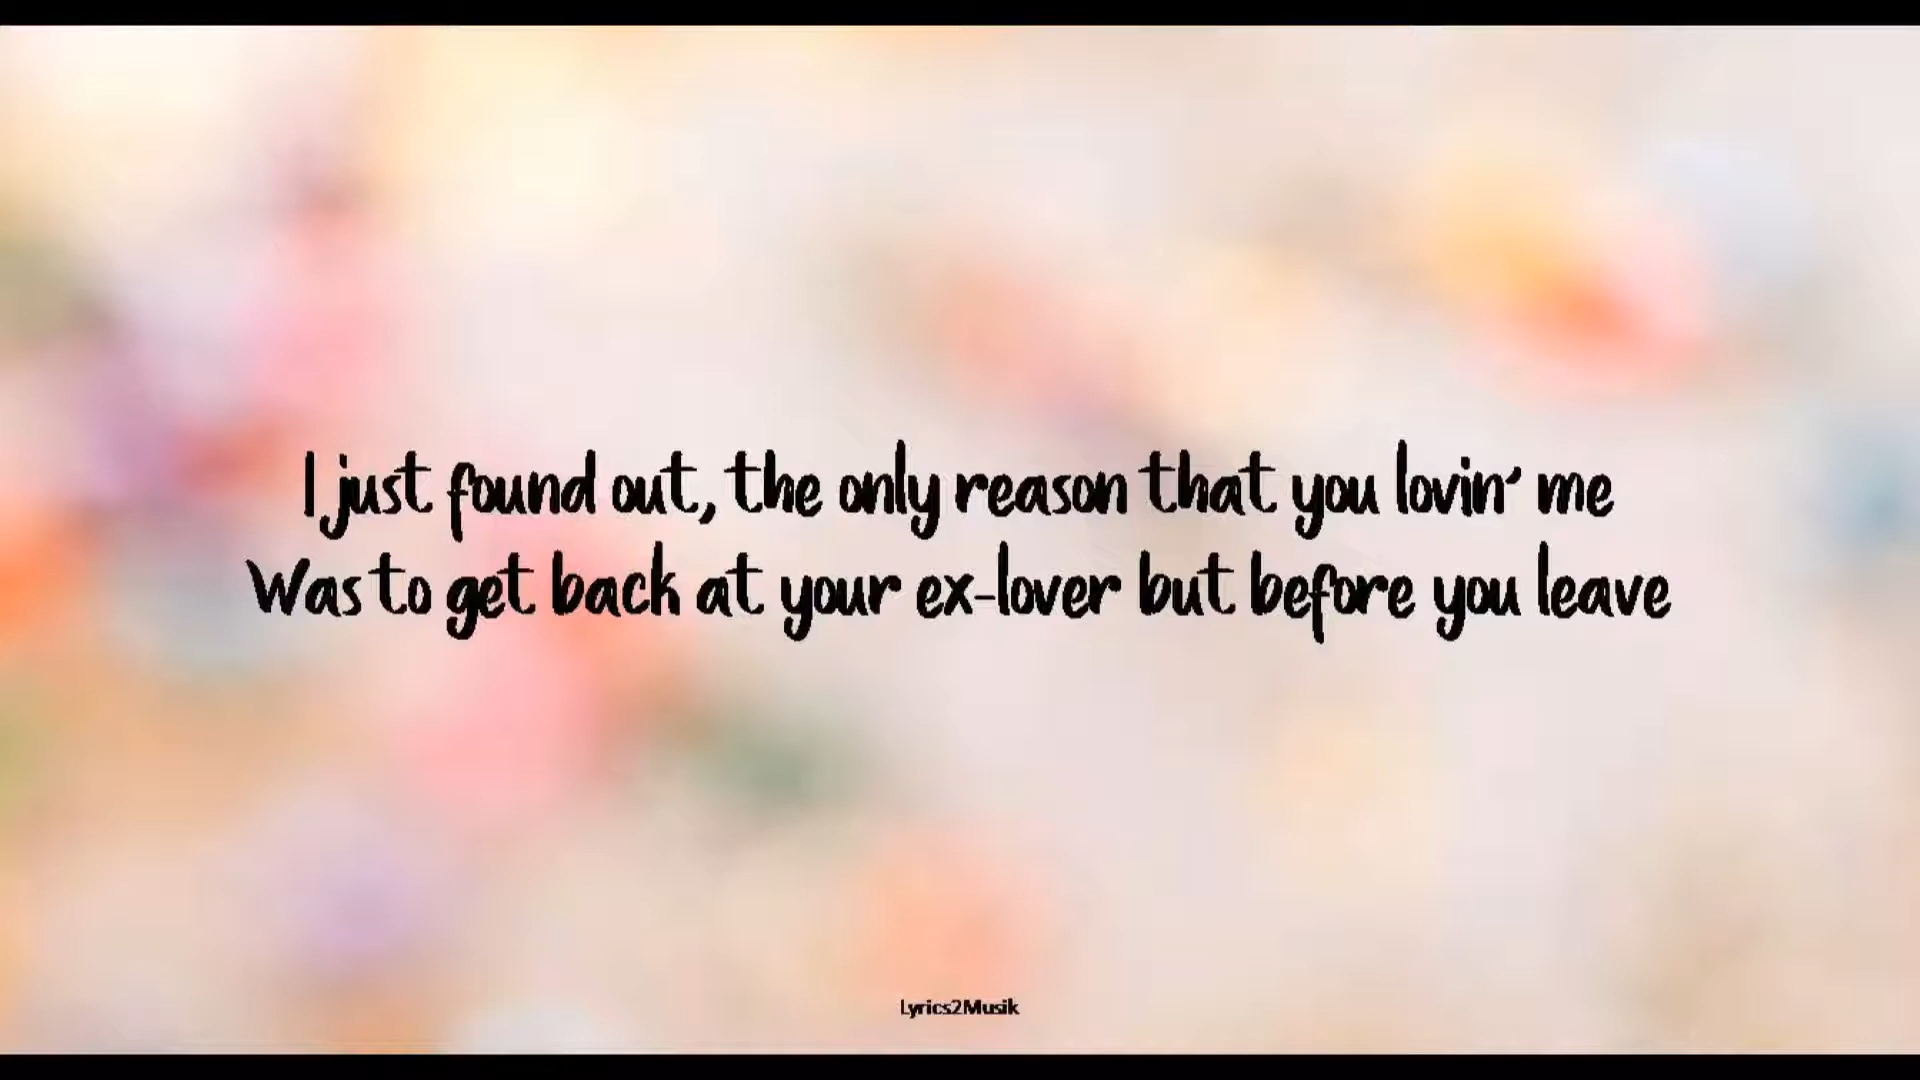 I just found out, the only reason that you lovin' me
Was to get back at your ex-lover but before you leave
Lyrics2Musik